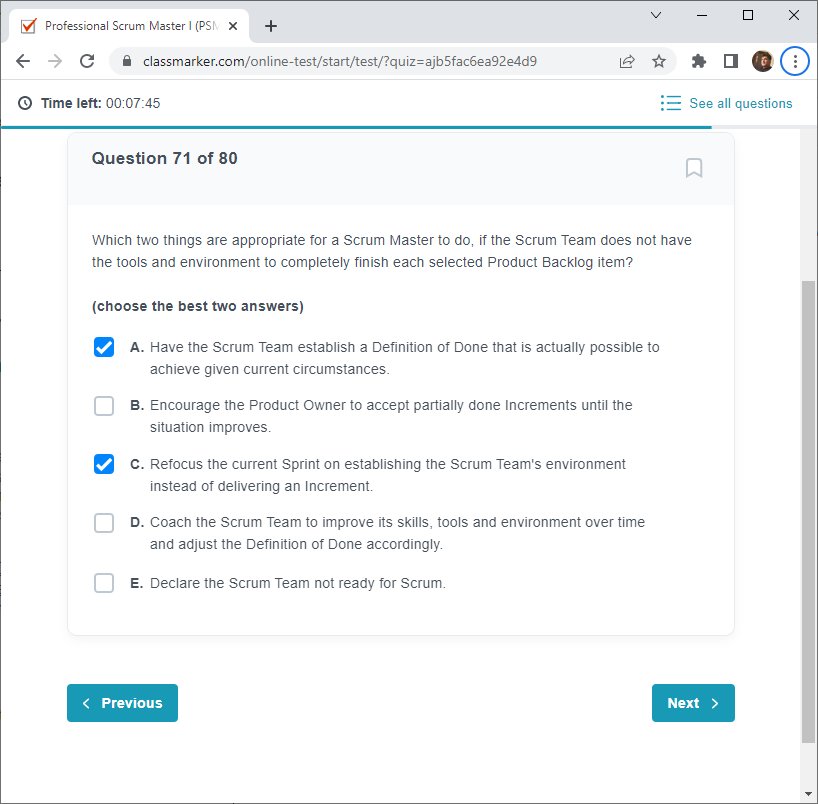 Professional Scrum Master I (PSM
classmarker.com/online-test/start/test/?quiz=ajb5fac6ea92e4d9
Time left: 00:07:45
See all questions
Question 71 of 80
Which two things are appropriate for a Scrum Master to do, if the Scrum Team does not have
the tools and environment to completely finish each selected Product Backlog item?
(choose the best two answers)
A. Have the Scrum Team establish a Definition of Done that is actually possible to
achieve given current circumstances.
B. Encourage the Product Owner to accept partially done Increments until the
situation improves.
C. Refocus the current Sprint on establishing the Scrum Team's environment
instead of delivering an Increment.
D. Coach the Scrum Team to improve its skills, tools and environment over time
and adjust the Definition of Done accordingly.
E. Declare the Scrum Team not ready for Scrum.
Previous
Next